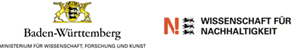 Baden-Württemberg
MINISTERIUM FÜR WISSENSCHAFT, FORSCHUNG UND KUNST
N!
WISSENSCHAFT FÜR
NACHHALTIGKEIT